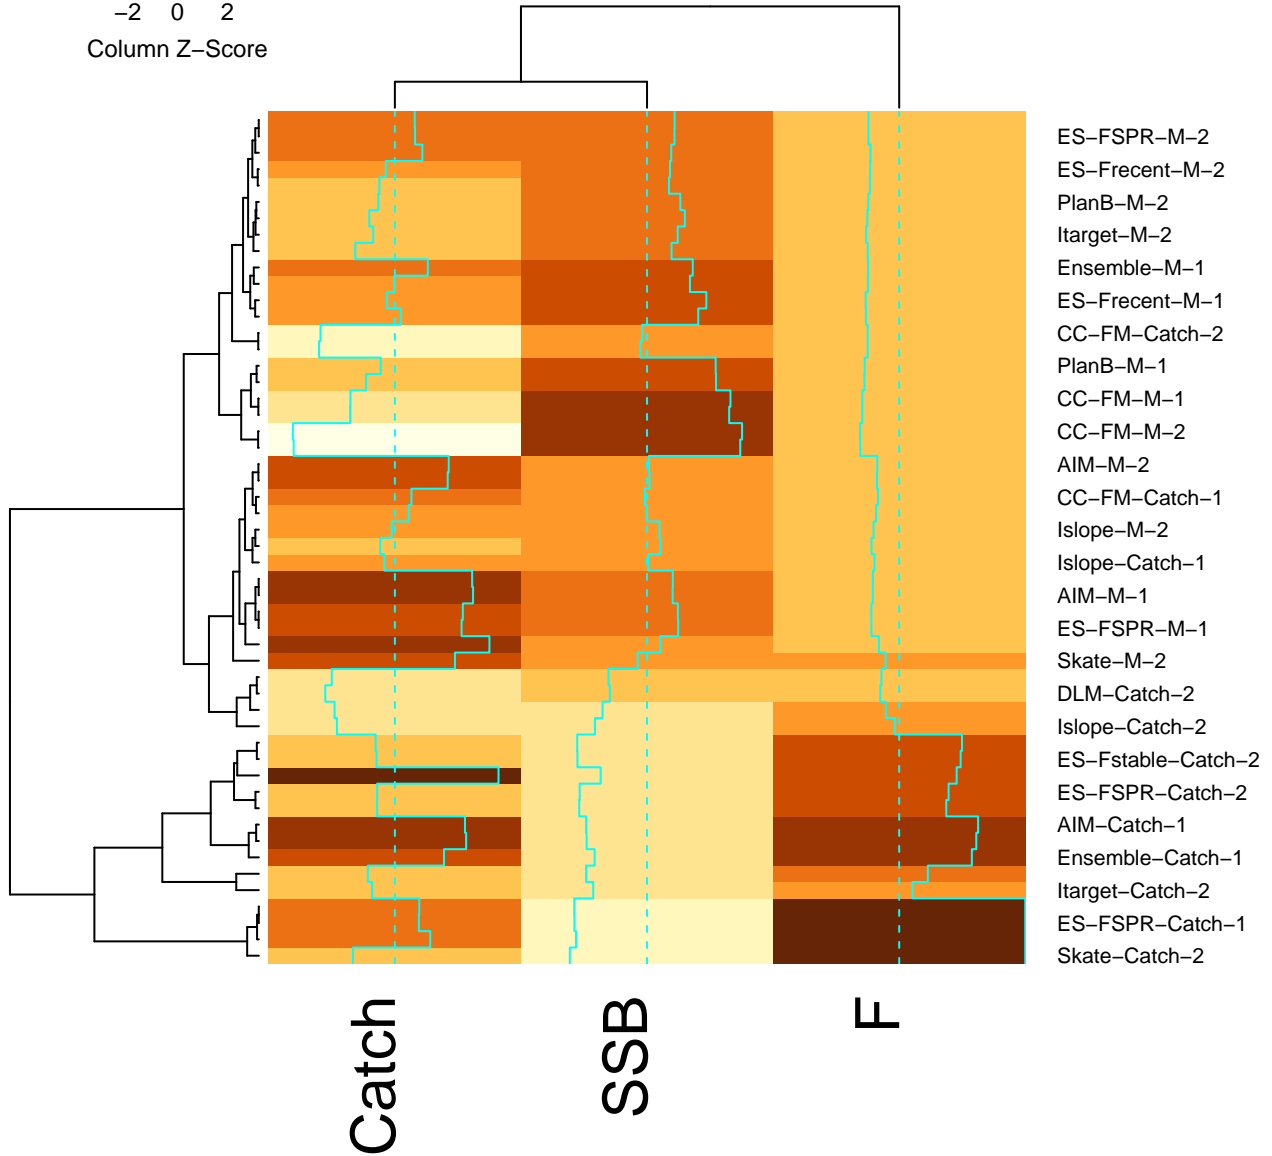 −2 0 2
Column Z−Score
ES−FSPR−M−2
ES−Frecent−M−2
PlanB−M−2
Itarget−M−2
Ensemble−M−1
ES−Frecent−M−1
CC−FM−Catch−2
PlanB−M−1
CC−FM−M−1
CC−FM−M−2
AIM−M−2
CC−FM−Catch−1
Islope−M−2
Islope−Catch−1
AIM−M−1
ES−FSPR−M−1
Skate−M−2
DLM−Catch−2
Islope−Catch−2
ES−Fstable−Catch−2
ES−FSPR−Catch−2
AIM−Catch−1
Ensemble−Catch−1
Itarget−Catch−2
ES−FSPR−Catch−1
Skate−Catch−2
Catch
SSB
F